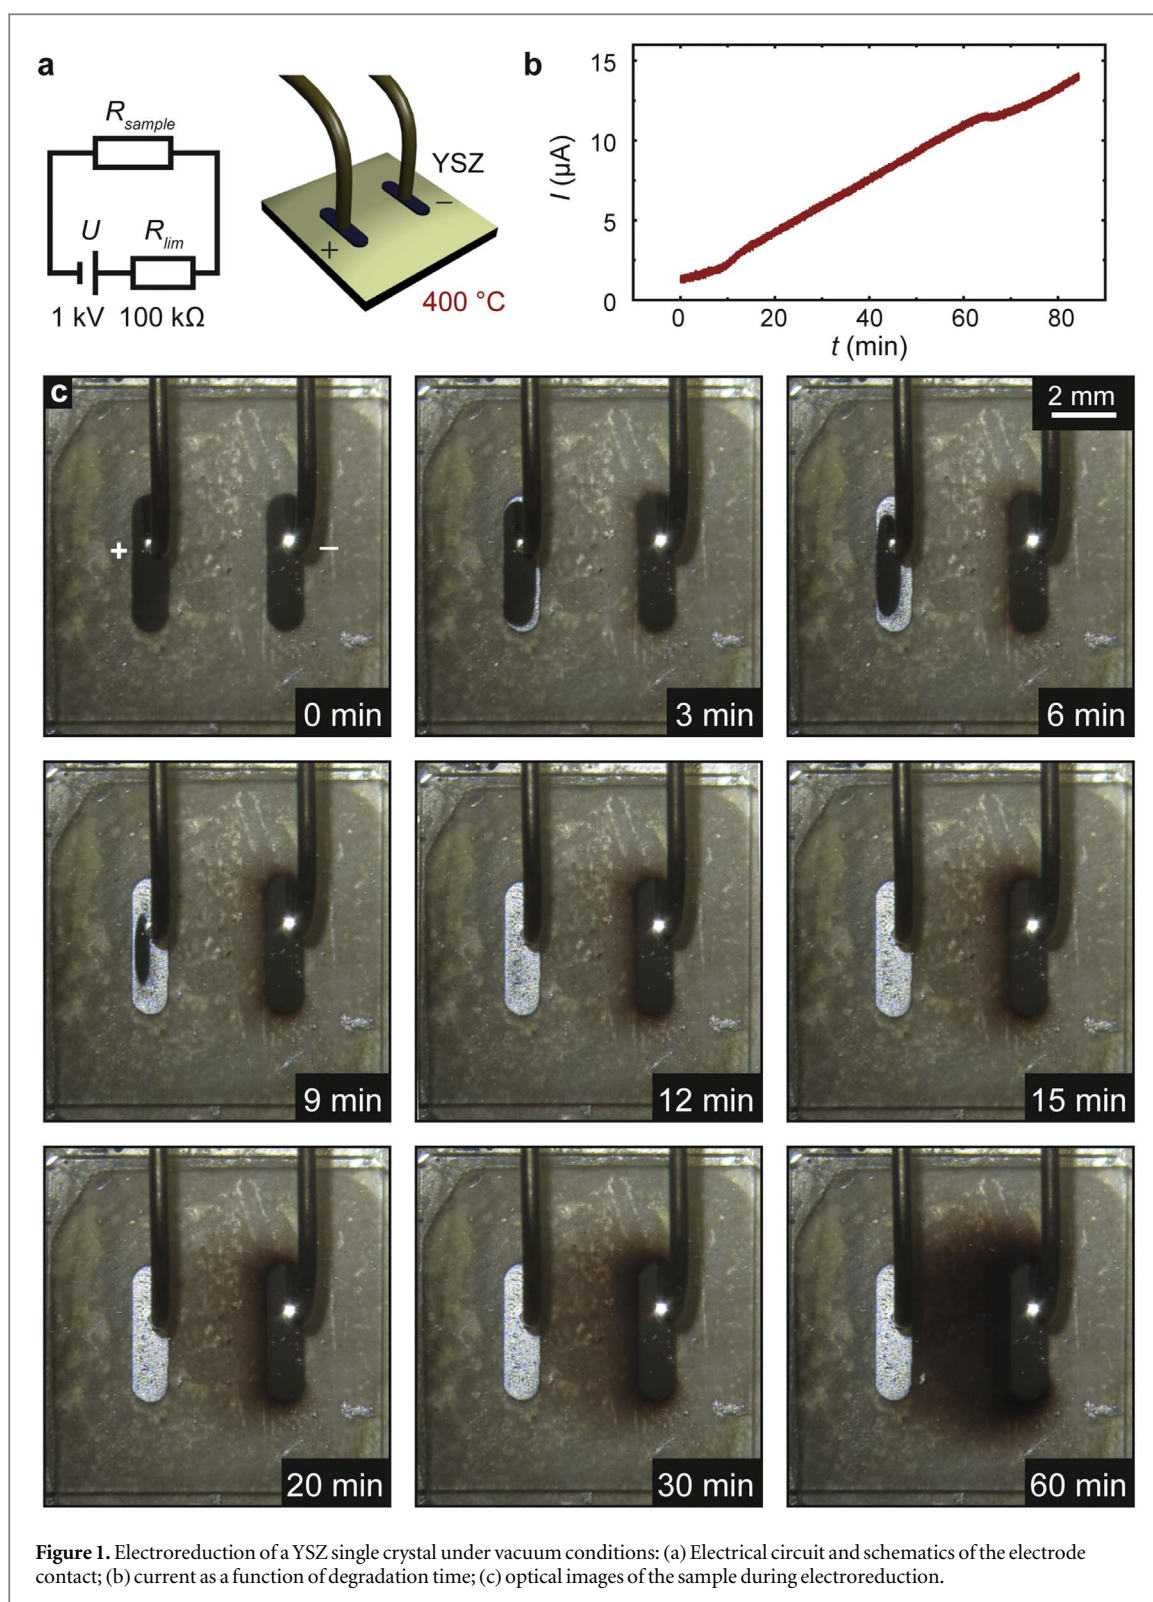 a
R_sample
U
R_lim
1 kV
100 kΩ
YSZ
+
−
400 °C
b
15
10
5
0
I (µA)
0
20
40
60
80
t (min)
c
+
−
0 min
3 min
2 mm
6 min
9 min
12 min
15 min
20 min
30 min
60 min
Figure 1. Electroreduction of a YSZ single crystal under vacuum conditions: (a) Electrical circuit and schematics of the electrode
contact; (b) current as a function of degradation time; (c) optical images of the sample during electroreduction.